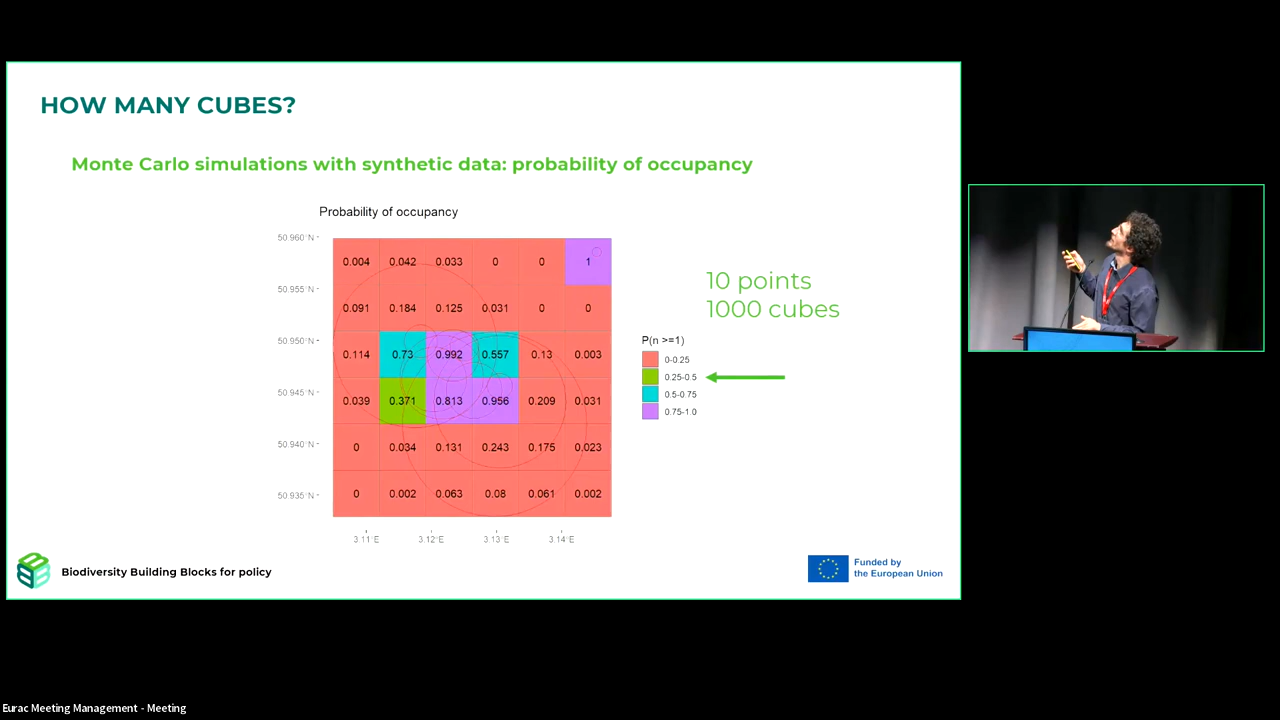 HOW MANY CUBES?
Monte Carlo simulations with synthetic data: probability of occupancy
Probability of occupancy
50.960°N
0.004 0.042 0.033 0 0 1
50.955°N
0.091 0.184 0.125 0.031 0 0
50.950°N
0.114 0.73 0.992 0.557 0.13 0.003
50.945°N
0.039 0.371 0.813 0.956 0.209 0.031
50.940°N
0 0.034 0.131 0.243 0.175 0.023
50.935°N
0 0.002 0.063 0.08 0.061 0.002
3.11°E 3.12°E 3.13°E 3.14°E
10 points
1000 cubes
P(n >=1)
0-0.25
0.25-0.5
0.5-0.75
0.75-1.0
Biodiversity Building Blocks for policy
Funded by
the European Union
Eurac Meeting Management - Meeting